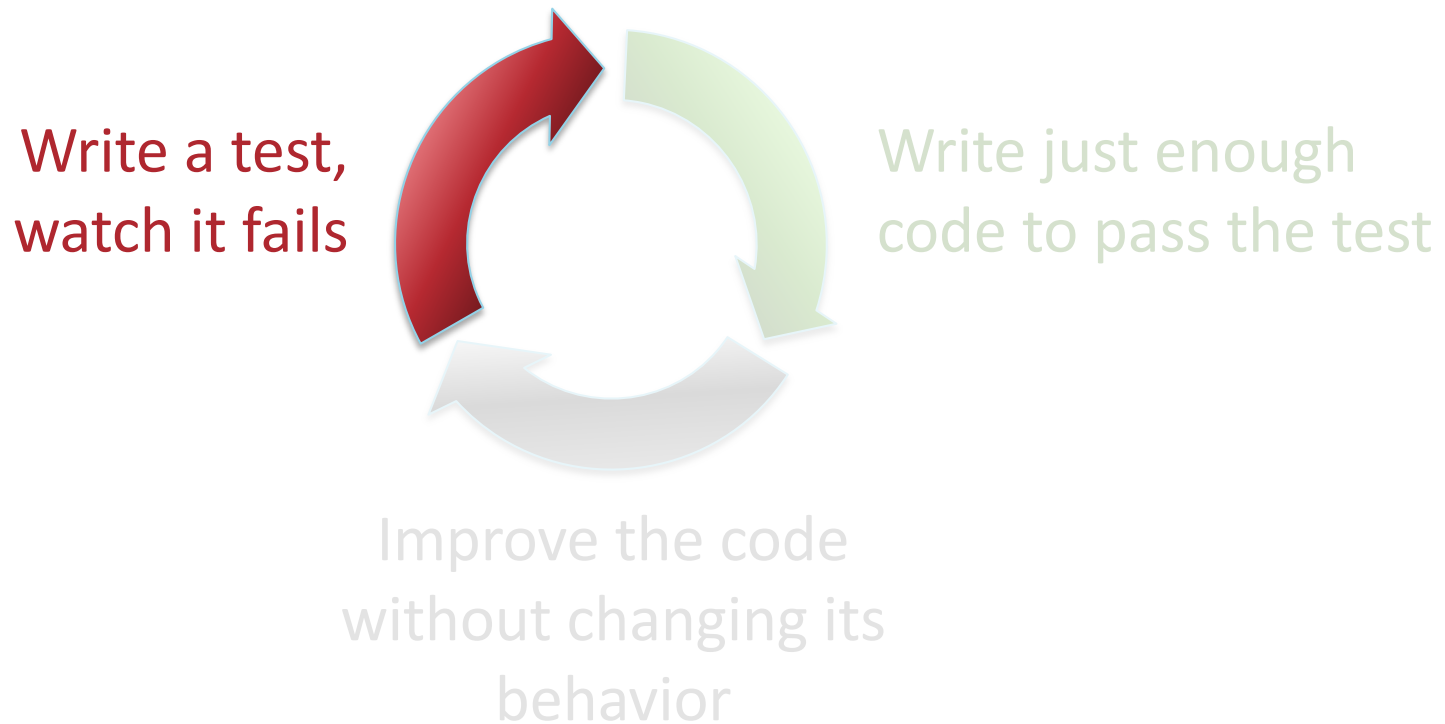 Write a test,
watch it fails
Write just enough
code to pass the test
Improve the code
without changing its
behavior